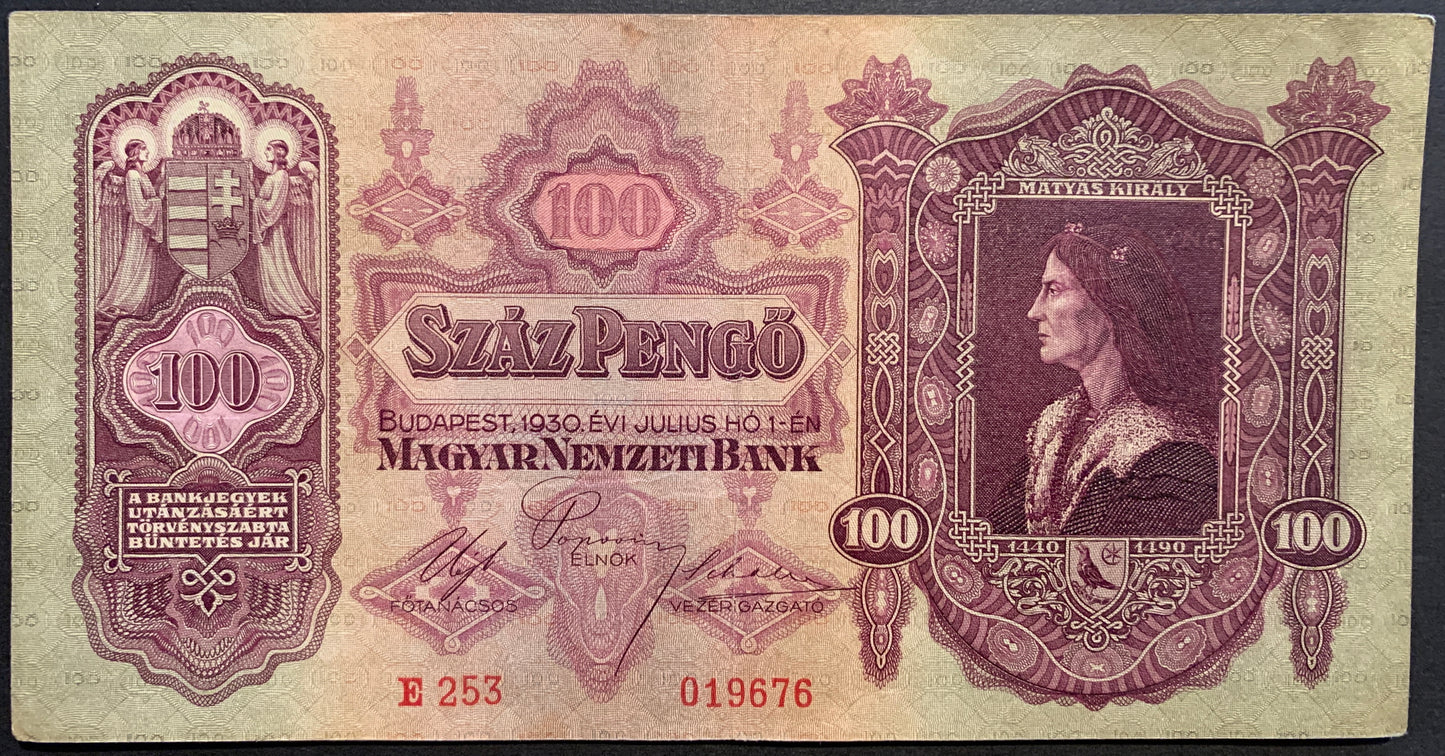 100
A BANKJEGYEK
UTÁNZÁSÁÉRT
TÖRVÉNYSZABTA
BÜNTETÉS JÁR
100
SZÁZ PENGŐ
BUDAPEST, 1930. ÉVI JULIUS HÓ 1-ÉN
MAGYAR NEMZETI BANK
ELNÖK
FŐTANÁCSOS
VEZÉRIGAZGATÓ
E 253
019676
MÁTYÁS KIRÁLY
100
100
1440
1490